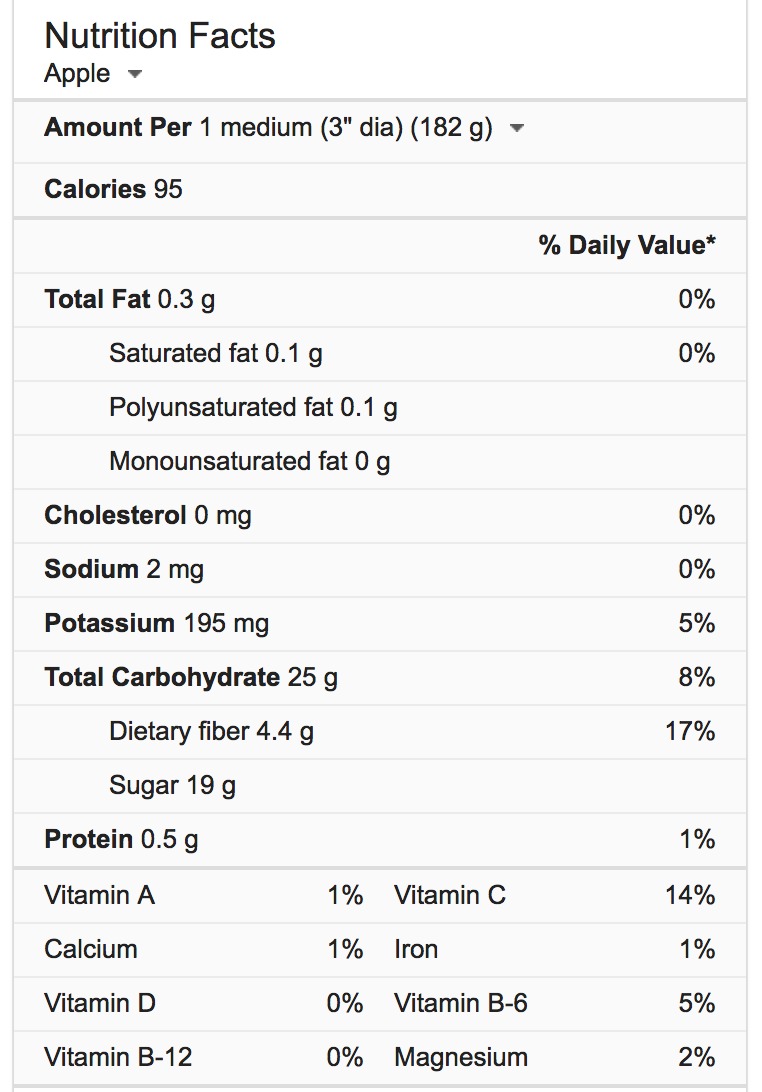 Nutrition Facts
Apple
Amount Per 1 medium (3" dia) (182 g)
Calories 95
% Daily Value*
Total Fat 0.3 g 0%
Saturated fat 0.1 g 0%
Polyunsaturated fat 0.1 g
Monounsaturated fat 0 g
Cholesterol 0 mg 0%
Sodium 2 mg 0%
Potassium 195 mg 5%
Total Carbohydrate 25 g 8%
Dietary fiber 4.4 g 17%
Sugar 19 g
Protein 0.5 g 1%
Vitamin A 1% Vitamin C 14%
Calcium 1% Iron 1%
Vitamin D 0% Vitamin B-6 5%
Vitamin B-12 0% Magnesium 2%